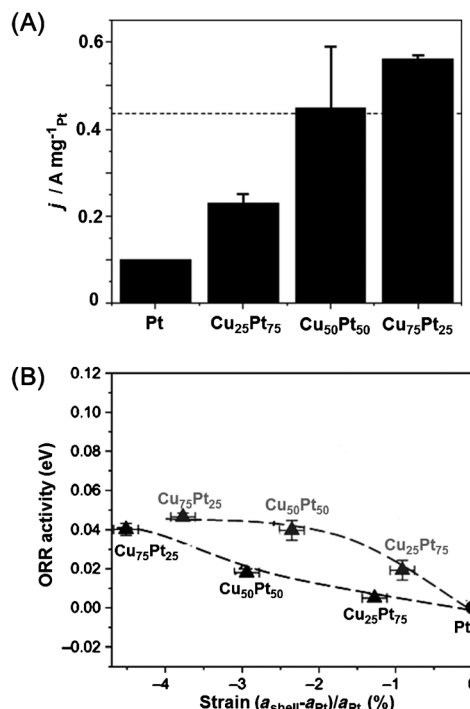 (A)
j / A mg⁻¹Pt
0.6
0.4
0.2
0
Pt
Cu25Pt75
Cu50Pt50
Cu75Pt25
(B)
ORR activity (eV)
0.12
0.10
0.08
0.06
0.04
0.02
0.00
−0.02
Cu75Pt25
Cu50Pt50
Cu25Pt75
Cu75Pt25
Cu50Pt50
Cu25Pt75
Pt
−4
−3
−2
−1
0
Strain (ashell-aPt)/aPt (%)